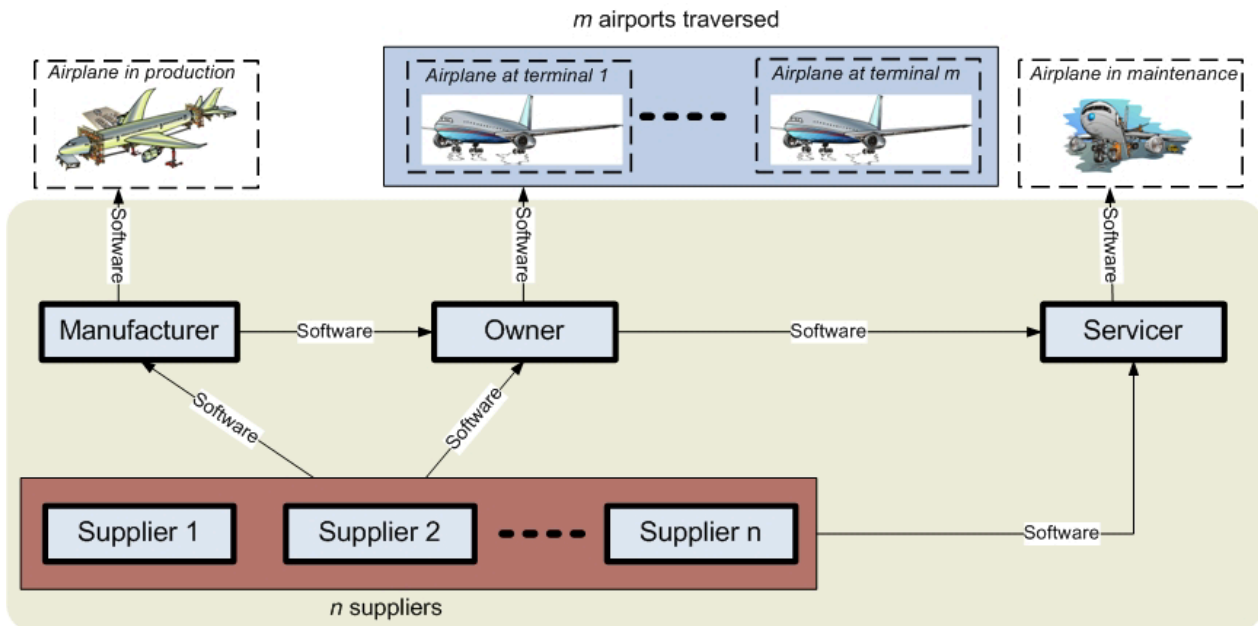 m airports traversed
Airplane in production
Airplane at terminal 1
Airplane at terminal m
Airplane in maintenance
Software
Software
Software
Manufacturer
Software
Owner
Software
Servicer
Software
Software
Supplier 1
Supplier 2
Supplier n
Software
n suppliers